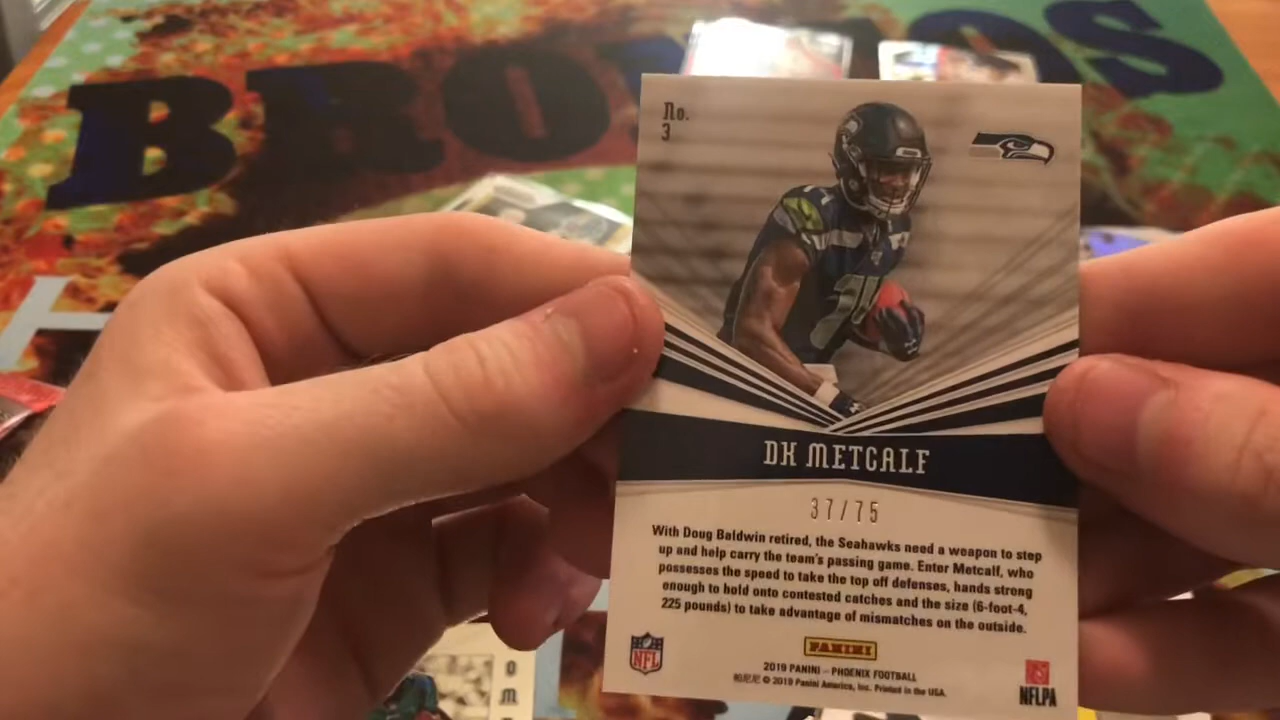 BRO
OS
No.
3
DK METCALF
37/75
With Doug Baldwin retired, the Seahawks need a weapon to step
up and help carry the team's passing game. Enter Metcalf, who
possesses the speed to take the top off defenses, hands strong
enough to hold onto contested catches and the size (6-foot-4,
225 pounds) to take advantage of mismatches on the outside.
NFL
PANINI
2019 PANINI – PHOENIX FOOTBALL
© 2019 Panini America, Inc. Printed in the USA.
NFLPA